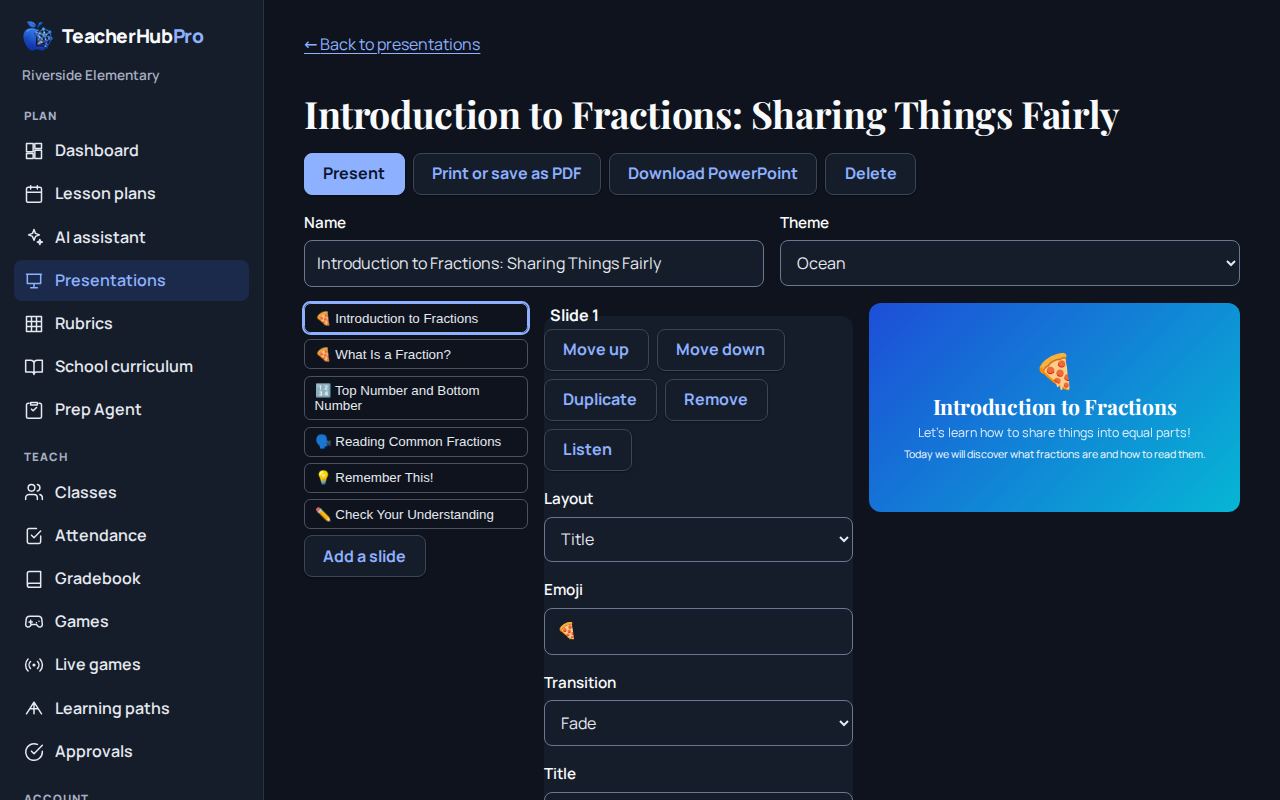 TeacherHubPro
Riverside Elementary
PLAN
Dashboard
Lesson plans
AI assistant
Presentations
Rubrics
School curriculum
Prep Agent
TEACH
Classes
Attendance
Gradebook
Games
Live games
Learning paths
Approvals
ACCOUNT
← Back to presentations
Introduction to Fractions: Sharing Things Fairly
Present
Print or save as PDF
Download PowerPoint
Delete
Name
Introduction to Fractions: Sharing Things Fairly
Theme
Ocean
🍕 Introduction to Fractions
🍕 What Is a Fraction?
🔢 Top Number and Bottom
Number
🗣️ Reading Common Fractions
💡 Remember This!
✏️ Check Your Understanding
Add a slide
Slide 1
Move up
Move down
Duplicate
Remove
Listen
Layout
Title
Emoji
🍕
Transition
Fade
Title
🍕
Introduction to Fractions
Let's learn how to share things into equal parts!
Today we will discover what fractions are and how to read them.